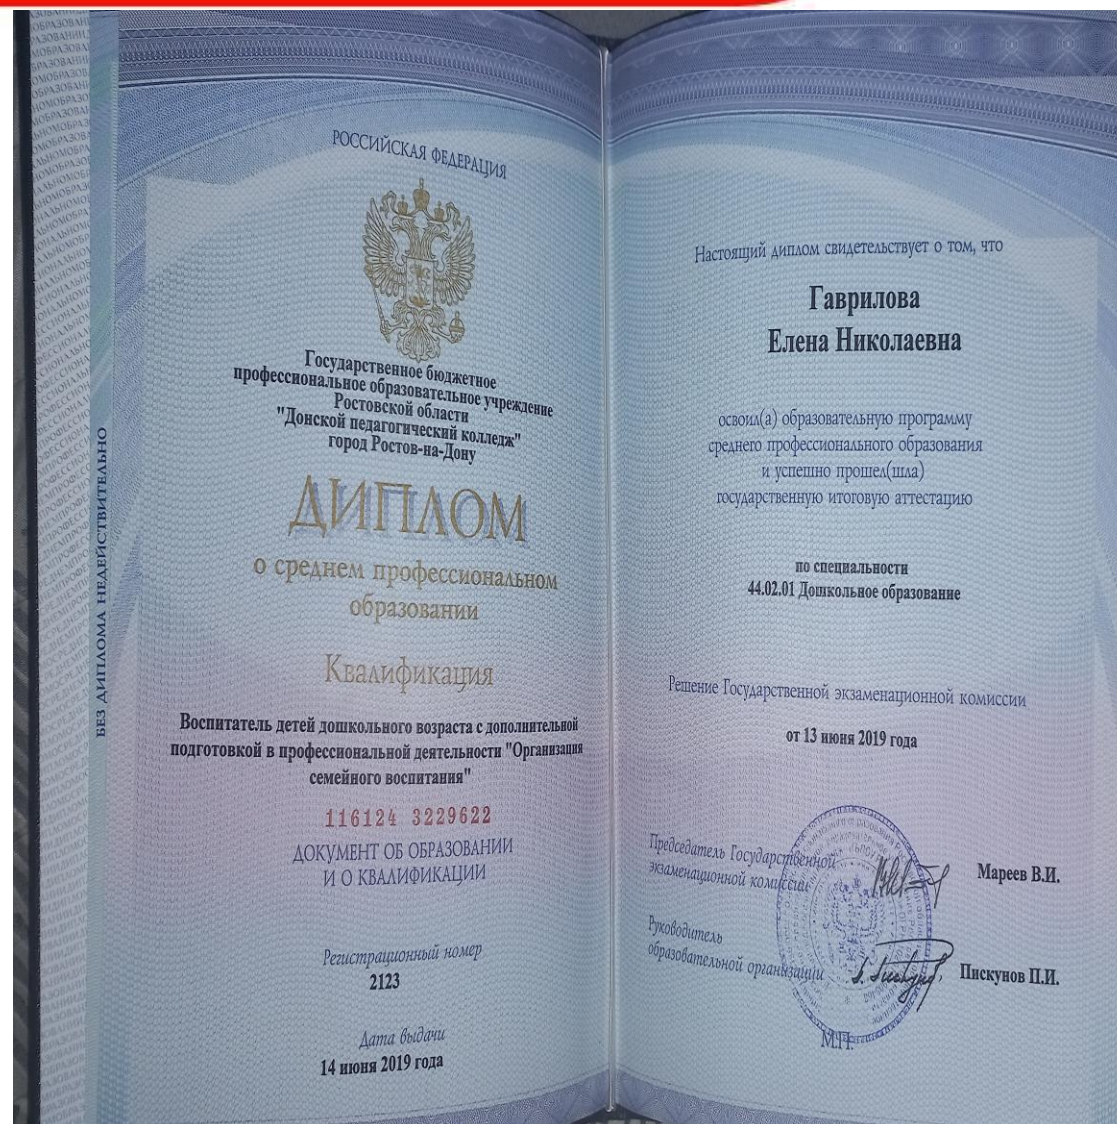 РОССИЙСКАЯ ФЕДЕРАЦИЯ
Государственное бюджетное
профессиональное образовательное учреждение
Ростовской области
"Донской педагогический колледж"
город Ростов-на-Дону
ДИПЛОМ
о среднем профессиональном
образовании
Квалификация
Воспитатель детей дошкольного возраста с дополнительной
подготовкой в профессиональной деятельности "Организация
семейного воспитания"
116124 3229622
ДОКУМЕНТ ОБ ОБРАЗОВАНИИ
И О КВАЛИФИКАЦИИ
Регистрационный номер
2123
Дата выдачи
14 июня 2019 года
БЕЗ ДИПЛОМА НЕДЕЙСТВИТЕЛЬНО
Настоящий диплом свидетельствует о том, что
Гаврилова
Елена Николаевна
освоил(а) образовательную программу
среднего профессионального образования
и успешно прошел(шла)
государственную итоговую аттестацию
по специальности
44.02.01 Дошкольное образование
Решение Государственной экзаменационной комиссии
от 13 июня 2019 года
Председатель Государственной
экзаменационной комиссии
Мареев В.И.
Руководитель
образовательной организации
Пискунов П.И.
М.П.